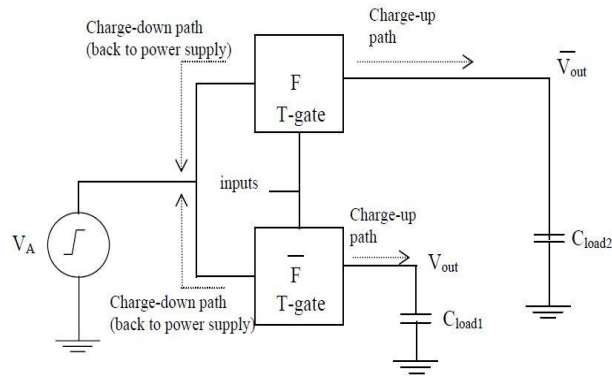 Charge-down path
(back to power supply)
Charge-up
path
V̅out
F
T-gate
inputs
VA
Charge-up
path
F̅
T-gate
Vout
Cload2
Charge-down path
(back to power supply)
Cload1